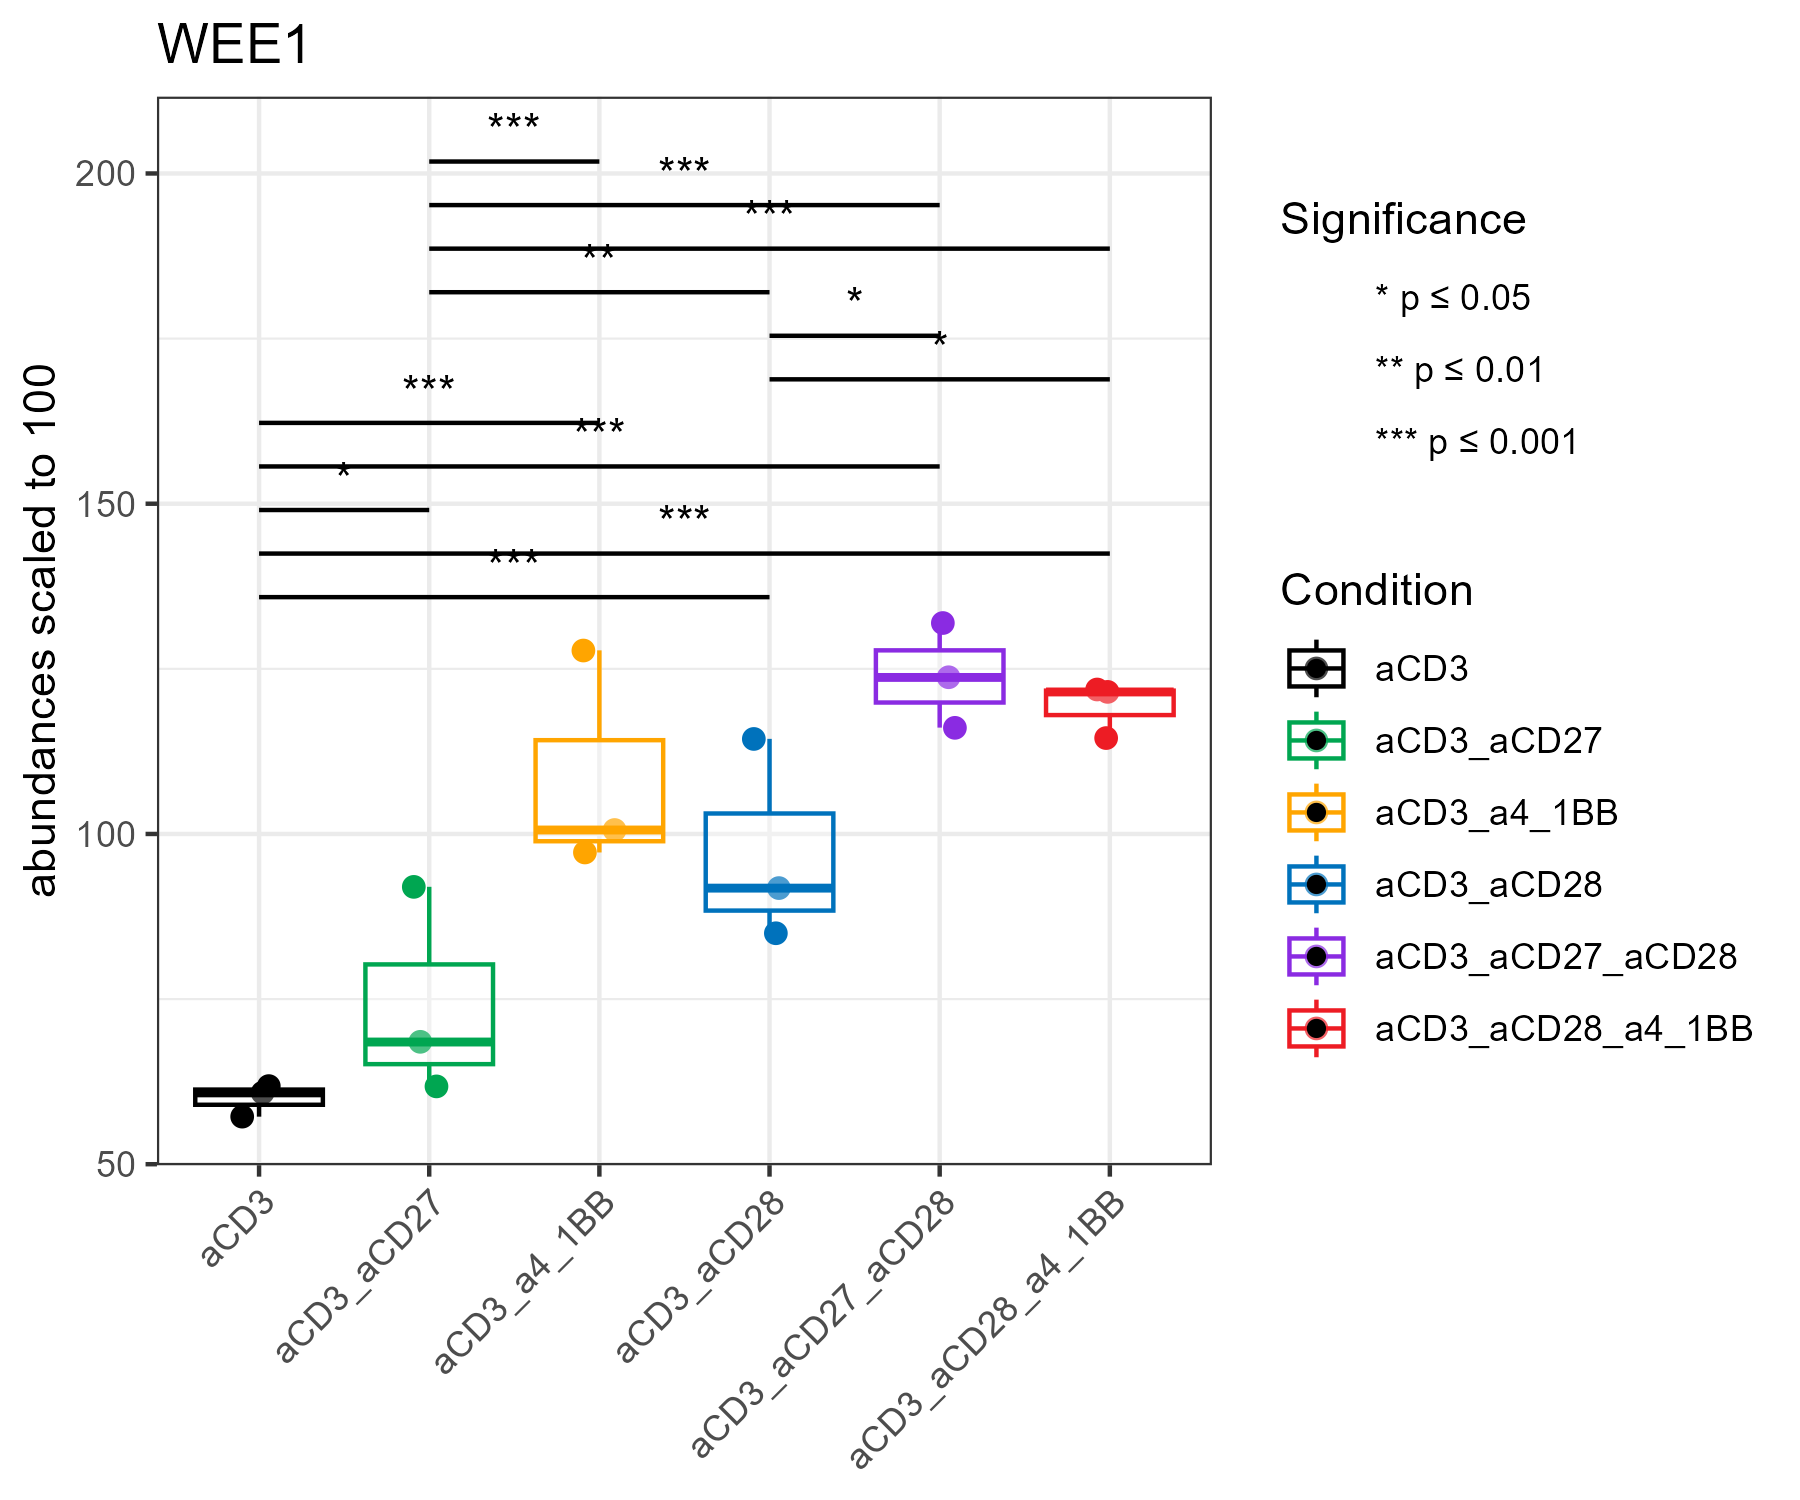 WEE1
abundances scaled to 100
200
150
100
50
***
***
***
**
*
*
***
***
*
***
***
aCD3
aCD3_aCD27
aCD3_a4_1BB
aCD3_aCD28
aCD3_aCD27_aCD28
aCD3_aCD28_a4_1BB
Significance
* p ≤ 0.05
** p ≤ 0.01
*** p ≤ 0.001
Condition
aCD3
aCD3_aCD27
aCD3_a4_1BB
aCD3_aCD28
aCD3_aCD27_aCD28
aCD3_aCD28_a4_1BB